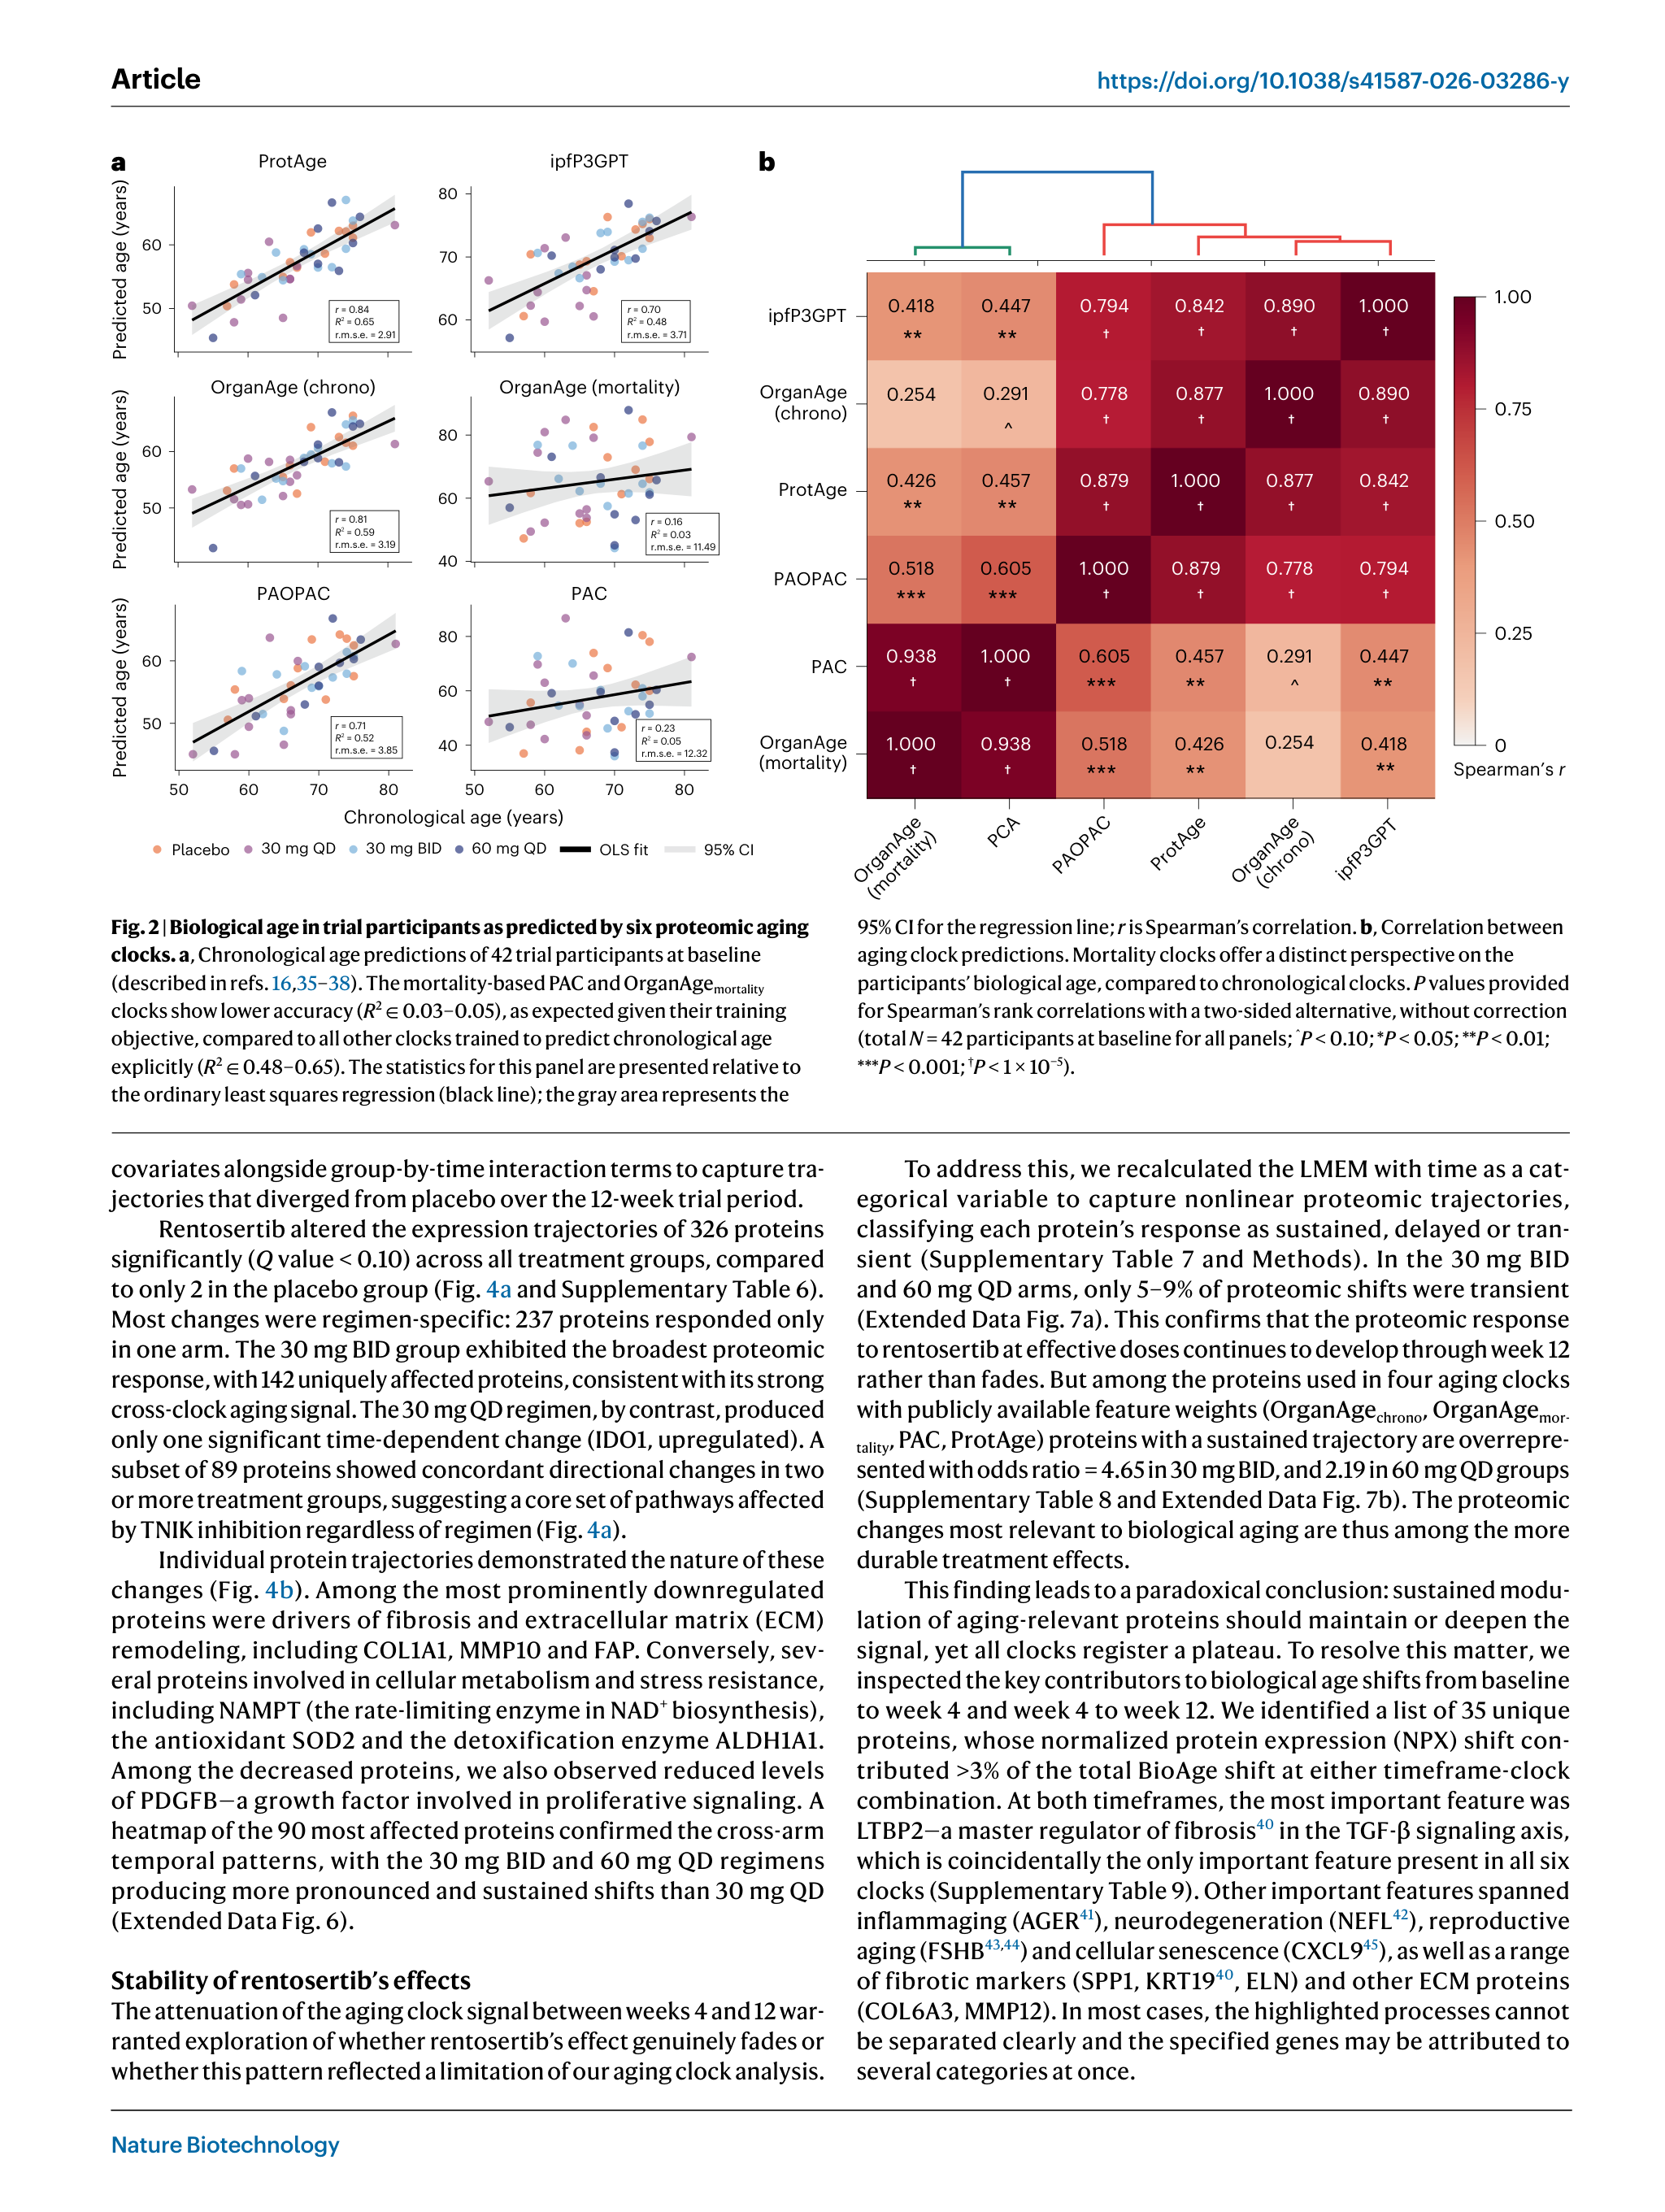 Article
https://doi.org/10.1038/s41587-026-03286-y
a
ProtAge
Predicted age (years)
60
50
r = 0.84
R² = 0.65
r.m.s.e. = 2.91
ipfP3GPT
80
70
60
r = 0.70
R² = 0.48
r.m.s.e. = 3.71
OrganAge (chrono)
Predicted age (years)
60
50
r = 0.81
R² = 0.59
r.m.s.e. = 3.19
OrganAge (mortality)
80
60
40
r = 0.16
R² = 0.03
r.m.s.e. = 11.49
PAOPAC
Predicted age (years)
60
50
r = 0.71
R² = 0.52
r.m.s.e. = 3.85
50 60 70 80
PAC
80
60
40
r = 0.23
R² = 0.05
r.m.s.e. = 12.32
50 60 70 80
Chronological age (years)
Placebo 30 mg QD 30 mg BID 60 mg QD OLS fit 95% CI
b
ipfP3GPT 0.418 0.447 0.794 0.842 0.890 1.000
** ** † † † †
OrganAge
(chrono)
0.254 0.291 0.778 0.877 1.000 0.890
^ † † † †
ProtAge 0.426 0.457 0.879 1.000 0.877 0.842
** ** † † † †
PAOPAC 0.518 0.605 1.000 0.879 0.778 0.794
*** *** † † † †
PAC 0.938 1.000 0.605 0.457 0.291 0.447
† † *** ** ^ **
OrganAge
(mortality)
1.000 0.938 0.518 0.426 0.254 0.418
† † *** ** **
OrganAge
(mortality)
PCA
PAOPAC
ProtAge
OrganAge
(chrono)
ipfP3GPT
1.00
0.75
0.50
0.25
0
Spearman's r
Fig. 2 | Biological age in trial participants as predicted by six proteomic aging
clocks. a, Chronological age predictions of 42 trial participants at baseline
(described in refs. 16,35–38). The mortality-based PAC and OrganAgemortality
clocks show lower accuracy (R² ∈ 0.03–0.05), as expected given their training
objective, compared to all other clocks trained to predict chronological age
explicitly (R² ∈ 0.48–0.65). The statistics for this panel are presented relative to
the ordinary least squares regression (black line); the gray area represents the
95% CI for the regression line; r is Spearman's correlation. b, Correlation between
aging clock predictions. Mortality clocks offer a distinct perspective on the
participants' biological age, compared to chronological clocks. P values provided
for Spearman's rank correlations with a two-sided alternative, without correction
(total N = 42 participants at baseline for all panels; ^P < 0.10; *P < 0.05; **P < 0.01;
***P < 0.001; †P < 1 × 10⁻⁵).
covariates alongside group-by-time interaction terms to capture tra-
jectories that diverged from placebo over the 12-week trial period.
Rentosertib altered the expression trajectories of 326 proteins
significantly (Q value < 0.10) across all treatment groups, compared
to only 2 in the placebo group (Fig. 4a and Supplementary Table 6).
Most changes were regimen-specific: 237 proteins responded only
in one arm. The 30 mg BID group exhibited the broadest proteomic
response, with 142 uniquely affected proteins, consistent with its strong
cross-clock aging signal. The 30 mg QD regimen, by contrast, produced
only one significant time-dependent change (IDO1, upregulated). A
subset of 89 proteins showed concordant directional changes in two
or more treatment groups, suggesting a core set of pathways affected
by TNIK inhibition regardless of regimen (Fig. 4a).
Individual protein trajectories demonstrated the nature of these
changes (Fig. 4b). Among the most prominently downregulated
proteins were drivers of fibrosis and extracellular matrix (ECM)
remodeling, including COL1A1, MMP10 and FAP. Conversely, sev-
eral proteins involved in cellular metabolism and stress resistance,
including NAMPT (the rate-limiting enzyme in NAD⁺ biosynthesis),
the antioxidant SOD2 and the detoxification enzyme ALDH1A1.
Among the decreased proteins, we also observed reduced levels
of PDGFB—a growth factor involved in proliferative signaling. A
heatmap of the 90 most affected proteins confirmed the cross-arm
temporal patterns, with the 30 mg BID and 60 mg QD regimens
producing more pronounced and sustained shifts than 30 mg QD
(Extended Data Fig. 6).
Stability of rentosertib's effects
The attenuation of the aging clock signal between weeks 4 and 12 war-
ranted exploration of whether rentosertib's effect genuinely fades or
whether this pattern reflected a limitation of our aging clock analysis.
To address this, we recalculated the LMEM with time as a cat-
egorical variable to capture nonlinear proteomic trajectories,
classifying each protein's response as sustained, delayed or tran-
sient (Supplementary Table 7 and Methods). In the 30 mg BID
and 60 mg QD arms, only 5–9% of proteomic shifts were transient
(Extended Data Fig. 7a). This confirms that the proteomic response
to rentosertib at effective doses continues to develop through week 12
rather than fades. But among the proteins used in four aging clocks
with publicly available feature weights (OrganAgechrono, OrganAgemor-
tality, PAC, ProtAge) proteins with a sustained trajectory are overrepre-
sented with odds ratio = 4.65 in 30 mg BID, and 2.19 in 60 mg QD groups
(Supplementary Table 8 and Extended Data Fig. 7b). The proteomic
changes most relevant to biological aging are thus among the more
durable treatment effects.
This finding leads to a paradoxical conclusion: sustained modu-
lation of aging-relevant proteins should maintain or deepen the
signal, yet all clocks register a plateau. To resolve this matter, we
inspected the key contributors to biological age shifts from baseline
to week 4 and week 4 to week 12. We identified a list of 35 unique
proteins, whose normalized protein expression (NPX) shift con-
tributed >3% of the total BioAge shift at either timeframe-clock
combination. At both timeframes, the most important feature was
LTBP2—a master regulator of fibrosis⁴⁰ in the TGF-β signaling axis,
which is coincidentally the only important feature present in all six
clocks (Supplementary Table 9). Other important features spanned
inflammaging (AGER⁴¹), neurodegeneration (NEFL⁴²), reproductive
aging (FSHB⁴³,⁴⁴) and cellular senescence (CXCL9⁴⁵), as well as a range
of fibrotic markers (SPP1, KRT19⁴⁰, ELN) and other ECM proteins
(COL6A3, MMP12). In most cases, the highlighted processes cannot
be separated clearly and the specified genes may be attributed to
several categories at once.
Nature Biotechnology